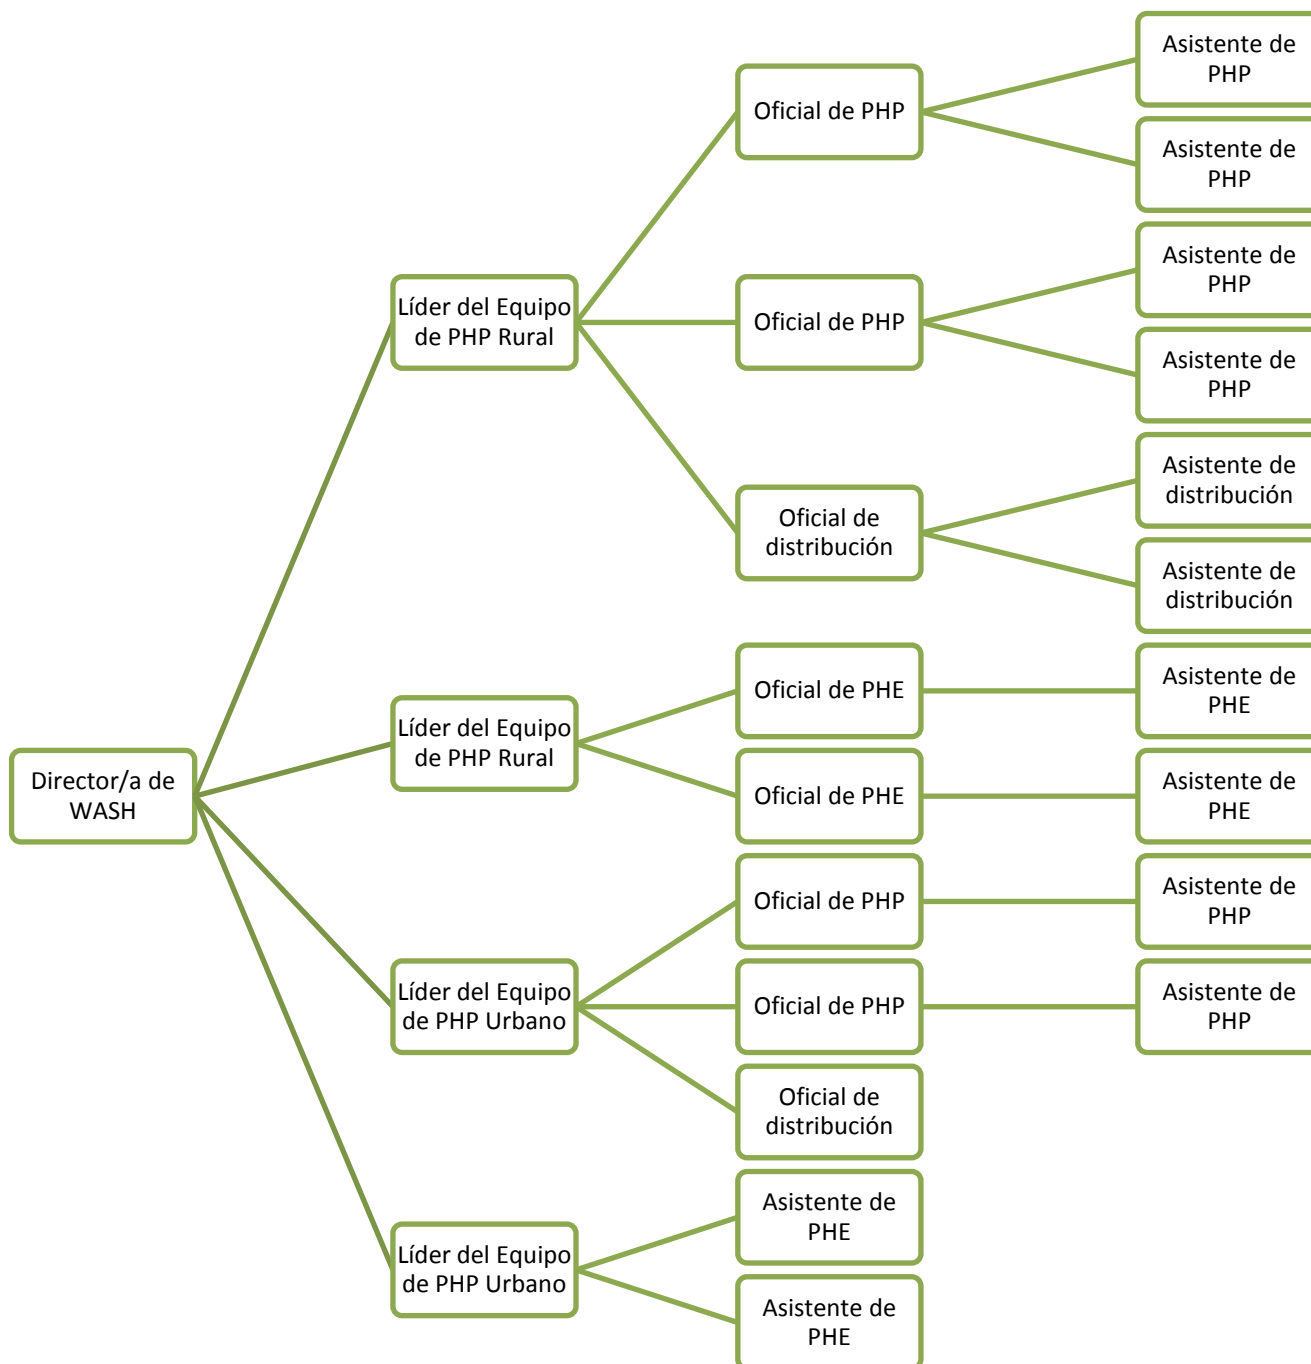 Director/a de
WASH
Líder del Equipo
de PHP Rural
Oficial de PHP
Asistente de
PHP
Asistente de
PHP
Oficial de PHP
Asistente de
PHP
Asistente de
PHP
Oficial de
distribución
Asistente de
distribución
Asistente de
distribución
Líder del Equipo
de PHP Rural
Oficial de PHE
Asistente de
PHE
Oficial de PHE
Asistente de
PHE
Líder del Equipo
de PHP Urbano
Oficial de PHP
Asistente de
PHP
Oficial de PHP
Asistente de
PHP
Oficial de
distribución
Líder del Equipo
de PHP Urbano
Asistente de
PHE
Asistente de
PHE